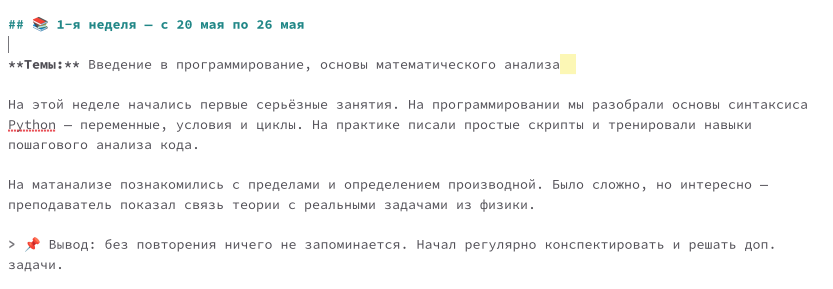 ## 📚 1-я неделя — с 20 мая по 26 мая
**Темы:** Введение в программирование, основы математического анализа
На этой неделе начались первые серьёзные занятия. На программировании мы разобрали основы синтаксиса
Python — переменные, условия и циклы. На практике писали простые скрипты и тренировали навыки
пошагового анализа кода.
На матанализе познакомились с пределами и определением производной. Было сложно, но интересно —
преподаватель показал связь теории с реальными задачами из физики.
> 📌 Вывод: без повторения ничего не запоминается. Начал регулярно конспектировать и решать доп.
задачи.